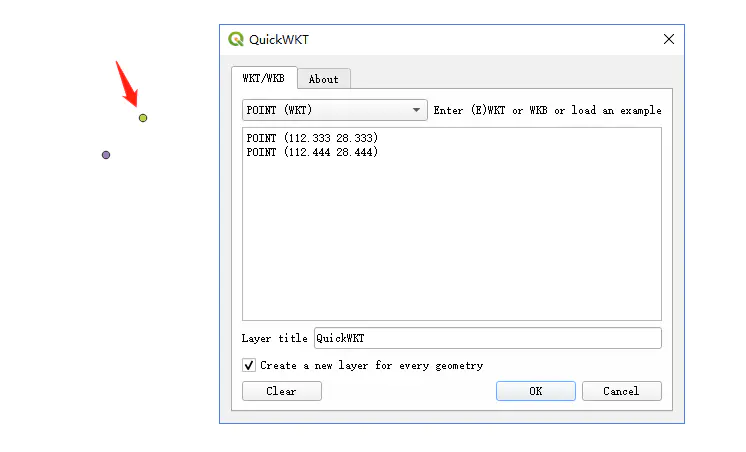 QuickWKT
WKT/WKB
About
POINT (WKT)
Enter (E)WKT or WKB or load an example
POINT (112.333 28.333)
POINT (112.444 28.444)
Layer title
QuickWKT
Create a new layer for every geometry
Clear
OK
Cancel